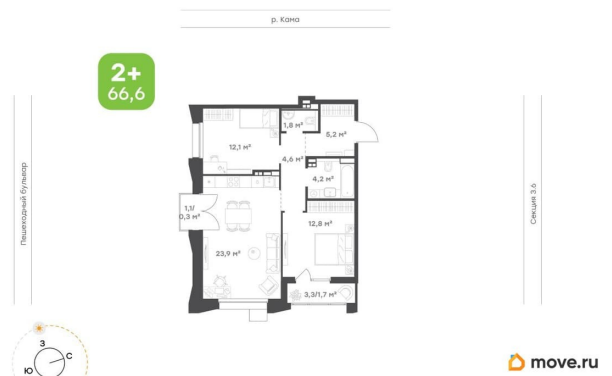 р. Кама
2+
66,6
1,8 м²
5,2 м²
12,1 м²
4,6 м²
4,2 м²
1,1/
0,3 м²
12,8 м²
23,9 м²
3,3/1,7 м²
Пешеходный бульвар
Секция 3.6
З
С
Ю
move.ru